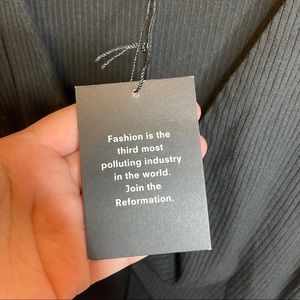 Fashion is the
third most
polluting industry
in the world.
Join the
Reformation.